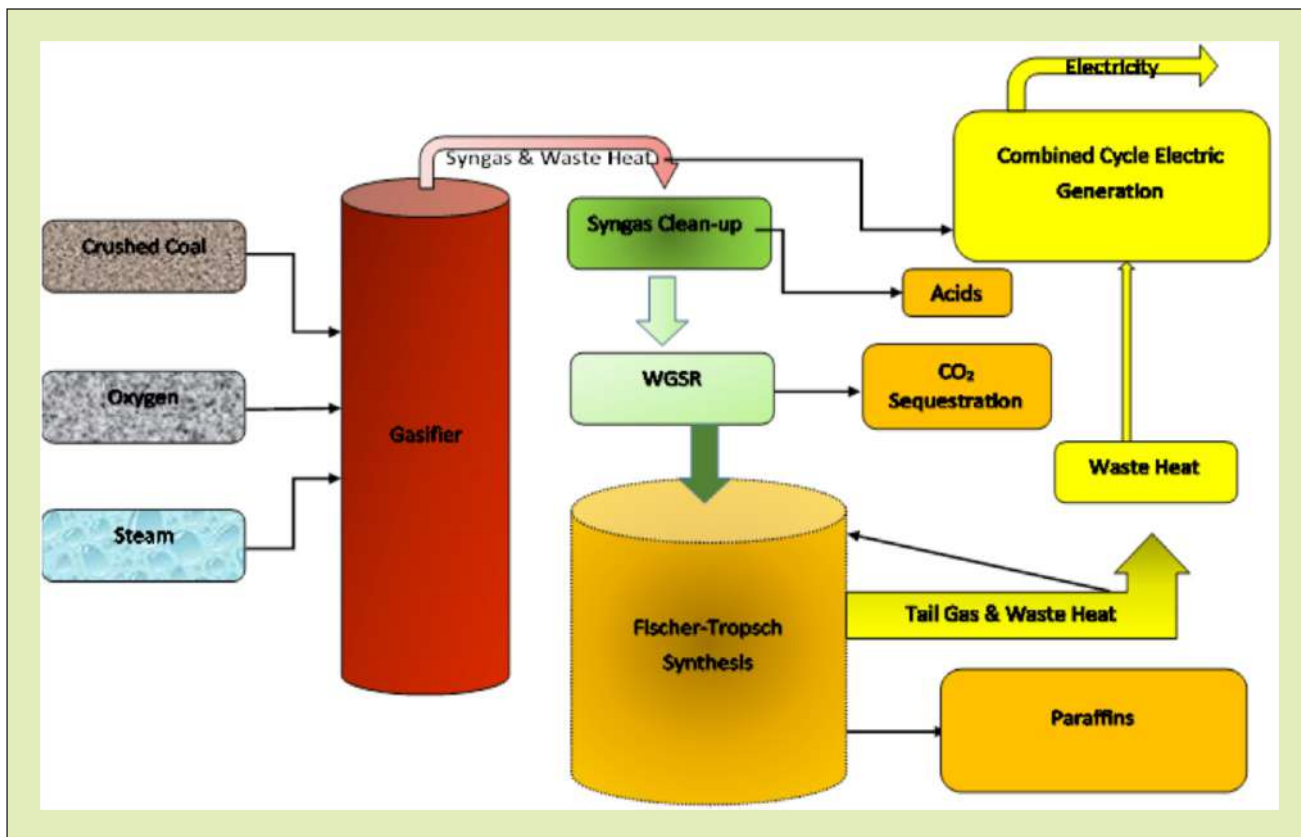 Electricity
Combined Cycle Electric
Generation
Syngas & Waste Heat
Syngas Clean-up
Crushed Coal
Acids
WGSR
CO₂
Sequestration
Oxygen
Gasifier
Waste Heat
Steam
Tail Gas & Waste Heat
Fischer-Tropsch
Synthesis
Paraffins